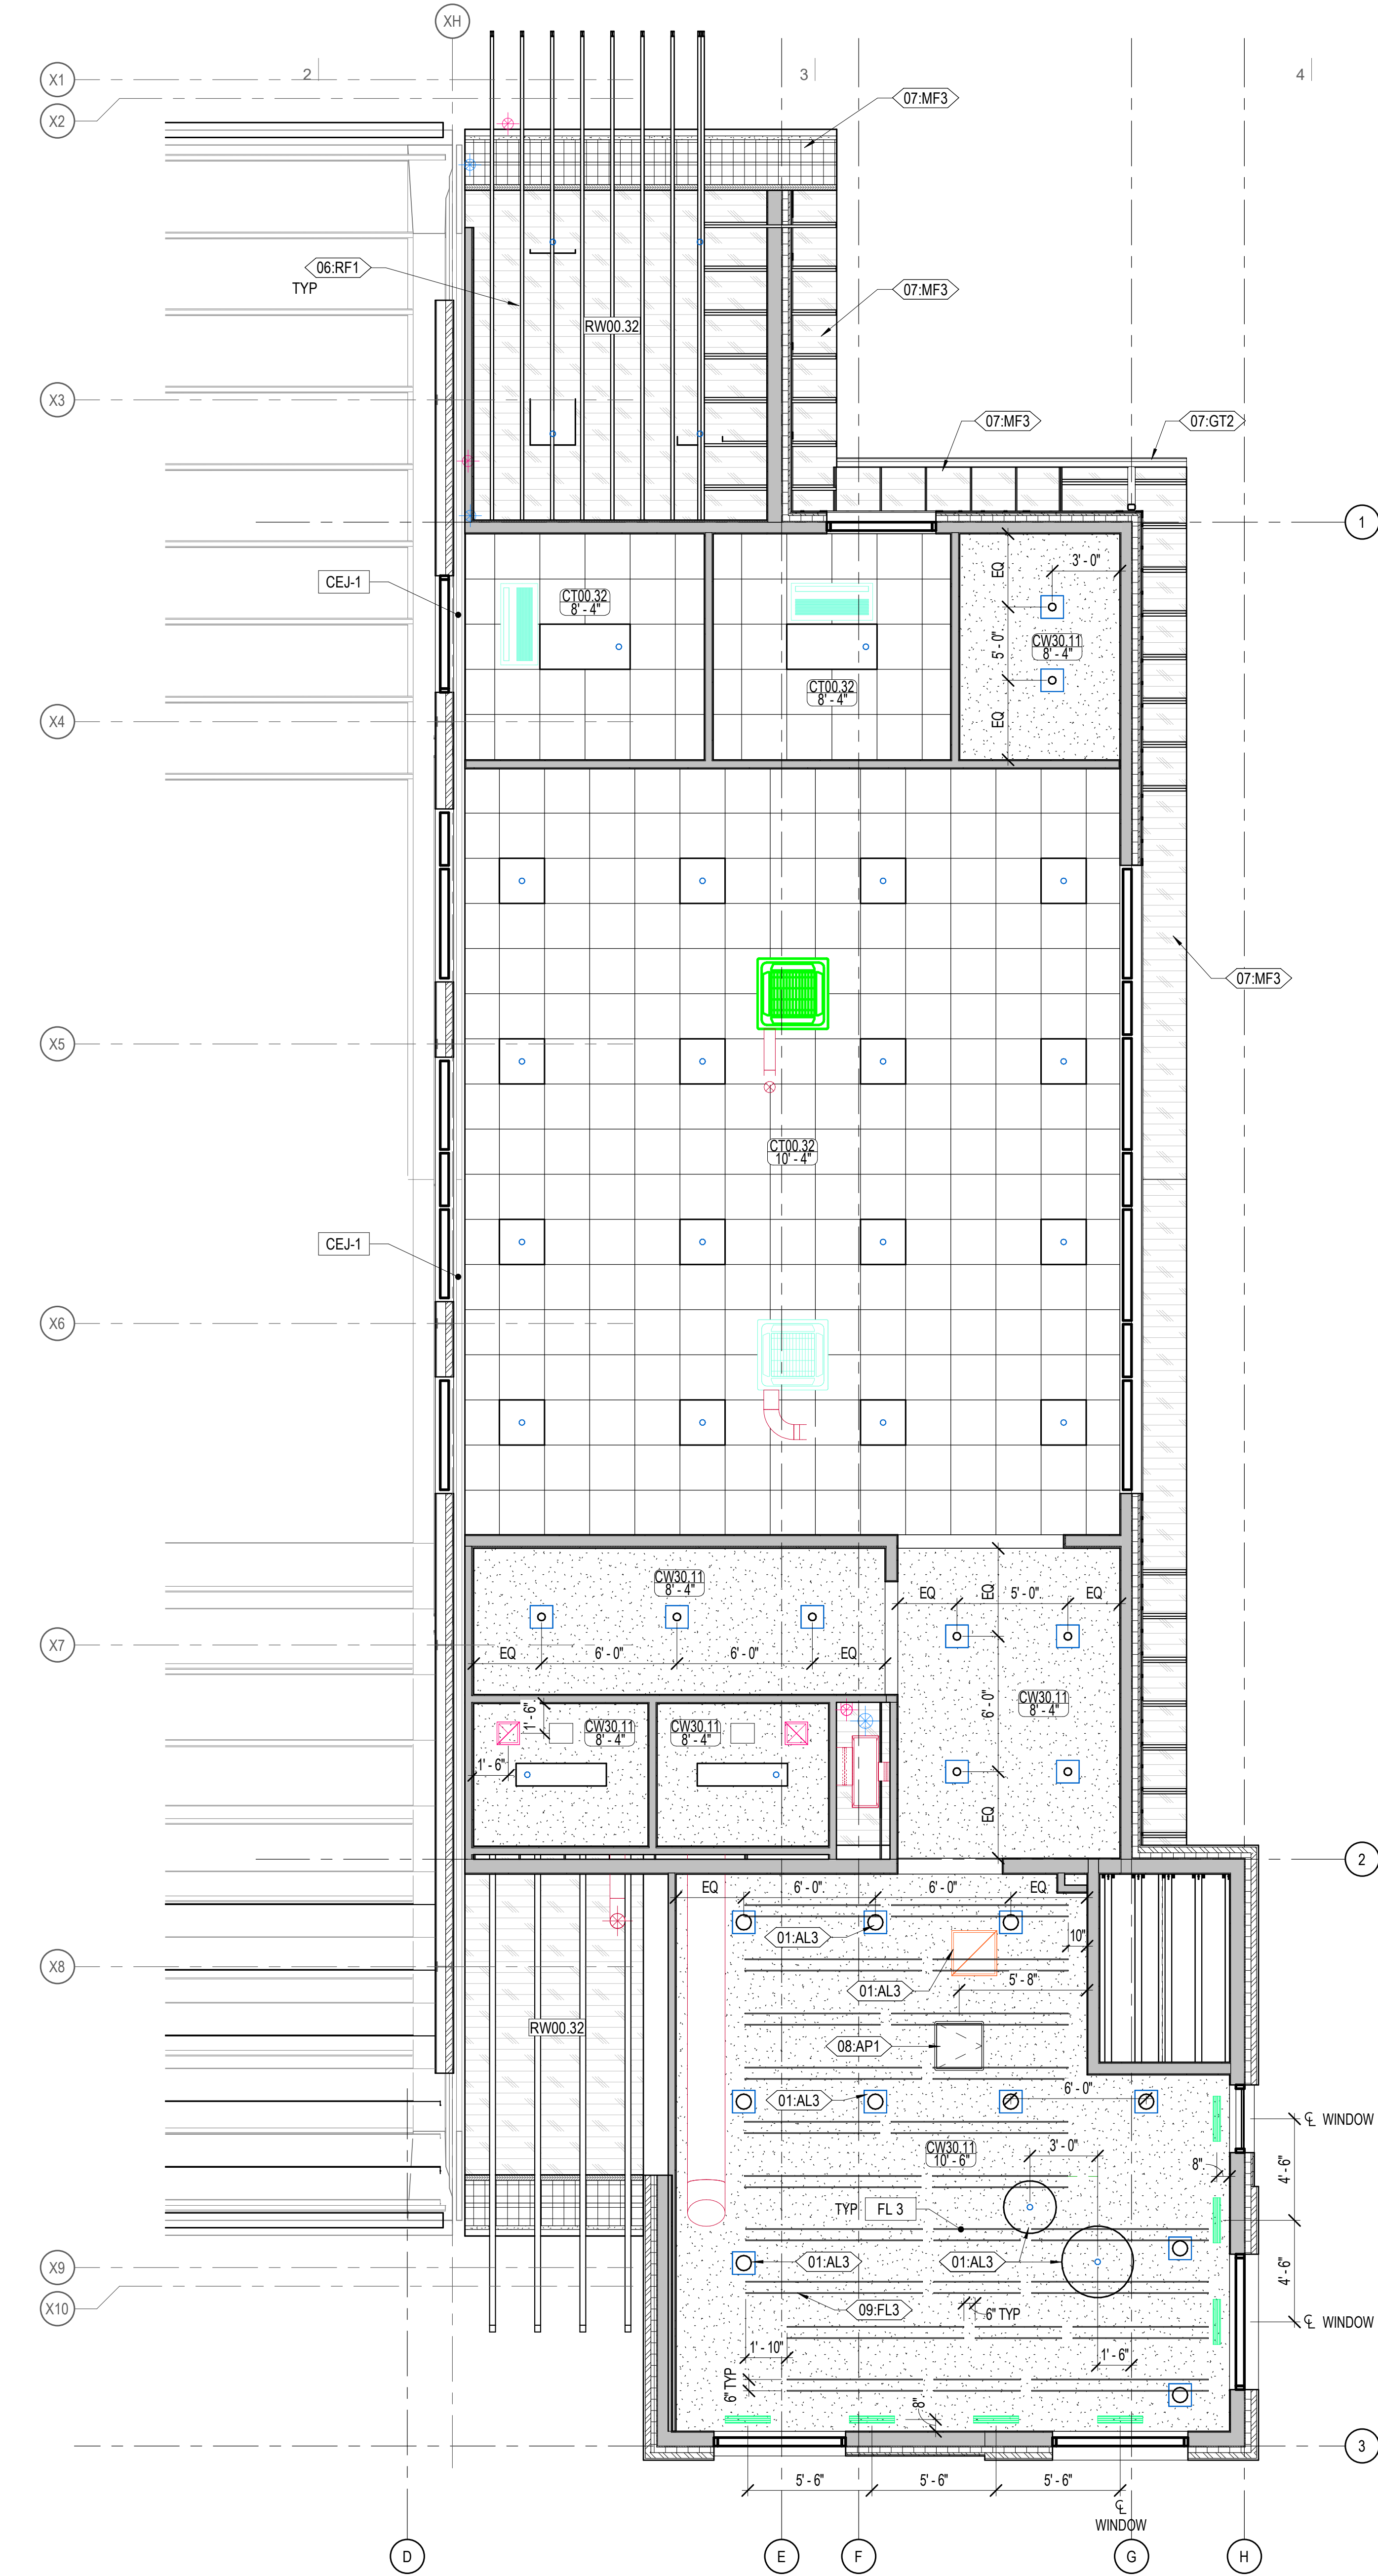 XH
X1
2
3
4
X2
07:MF3
06:RF1
TYP
07:MF3
RW00.32
X3
07:MF3
07:GT2
1
EQ
3' - 0"
CEJ-1
CT00.32
8' - 4"
5' - 0"
CW30.11
8' - 4"
CT00.32
8' - 4"
EQ
X4
07:MF3
X5
CT00.32
10' - 4"
CEJ-1
X6
CW30.11
8' - 4"
EQ
5' - 0"
EQ
EQ
X7
EQ
6' - 0"
6' - 0"
EQ
6' - 0"
CW30.11
8' - 4"
1' - 6"
CW30.11
8' - 4"
CW30.11
8' - 4"
1' - 6"
EQ
2
EQ
6' - 0"
6' - 0"
EQ
01:AL3
10"
X8
5' - 8"
01:AL3
RW00.32
08:AP1
6' - 0"
01:AL3
℄ WINDOW
CW30.11
10' - 6"
3' - 0"
8"
4' - 6"
TYP
FL 3
X9
01:AL3
01:AL3
4' - 6"
X10
09:FL3
6" TYP
℄ WINDOW
1' - 10"
1' - 6"
6" TYP
8"
3
5' - 6"
5' - 6"
5' - 6"
℄
WINDOW
D
E
F
G
H